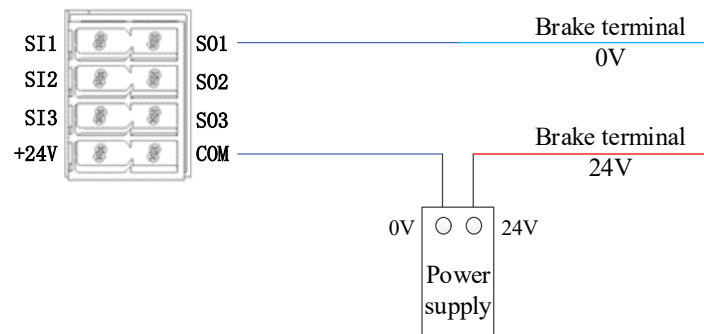 SI1 SO1
SI2 SO2
SI3 SO3
+24V COM
Brake terminal
0V
Brake terminal
24V
0V 24V
Power
supply